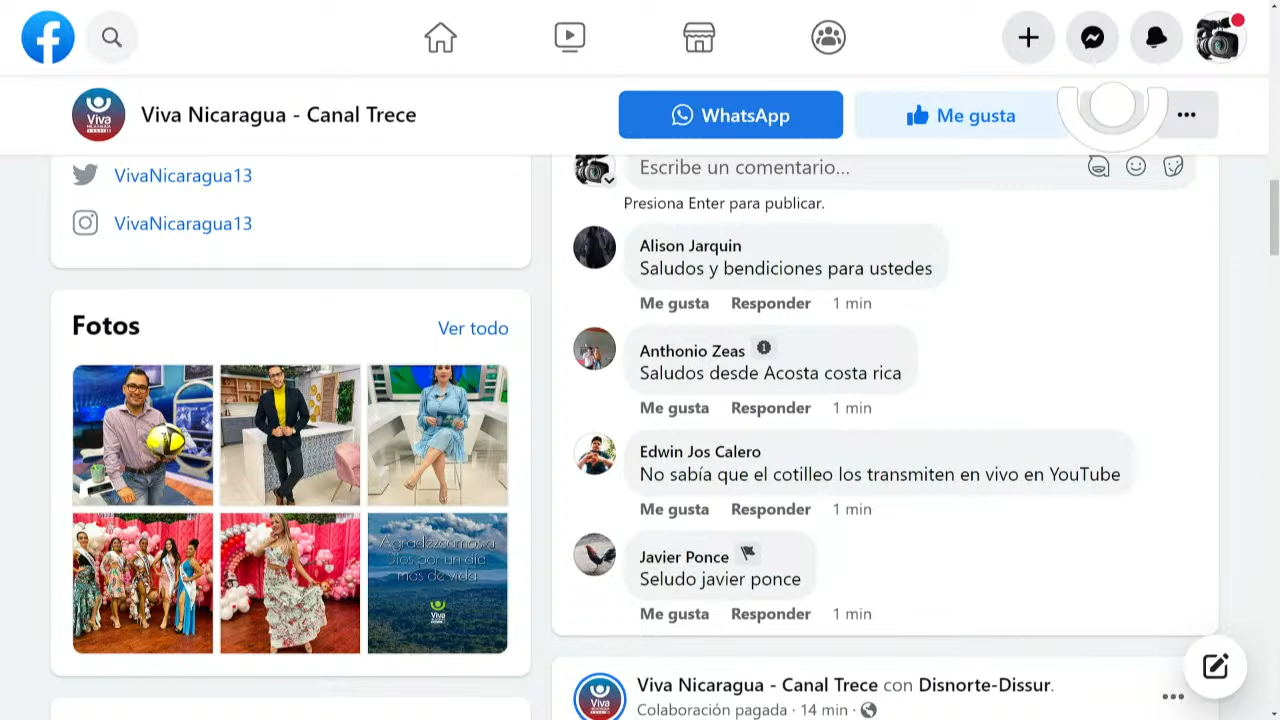 Viva Nicaragua - Canal Trece
WhatsApp
Me gusta
VivaNicaragua13
VivaNicaragua13
Fotos
Ver todo
Agradezcamos a
Dios por un día
mas de vida
Viva
Escribe un comentario...
Presiona Enter para publicar.
Alison Jarquin
Saludos y bendiciones para ustedes
Me gusta Responder 1 min
Anthonio Zeas
Saludos desde Acosta costa rica
Me gusta Responder 1 min
Edwin Jos Calero
No sabía que el cotilleo los transmiten en vivo en YouTube
Me gusta Responder 1 min
Javier Ponce
Seludo javier ponce
Me gusta Responder 1 min
Viva Nicaragua - Canal Trece con Disnorte-Dissur.
Colaboración pagada · 14 min ·